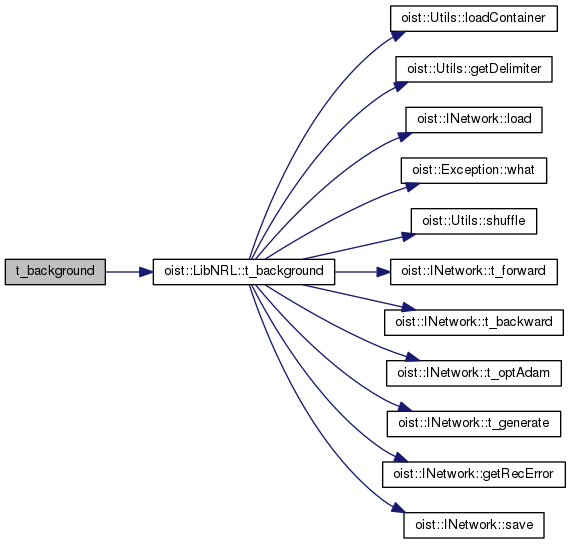 t_background
oist::LibNRL::t_background
oist::Utils::loadContainer
oist::Utils::getDelimiter
oist::INetwork::load
oist::Exception::what
oist::Utils::shuffle
oist::INetwork::t_forward
oist::INetwork::t_backward
oist::INetwork::t_optAdam
oist::INetwork::t_generate
oist::INetwork::getRecError
oist::INetwork::save